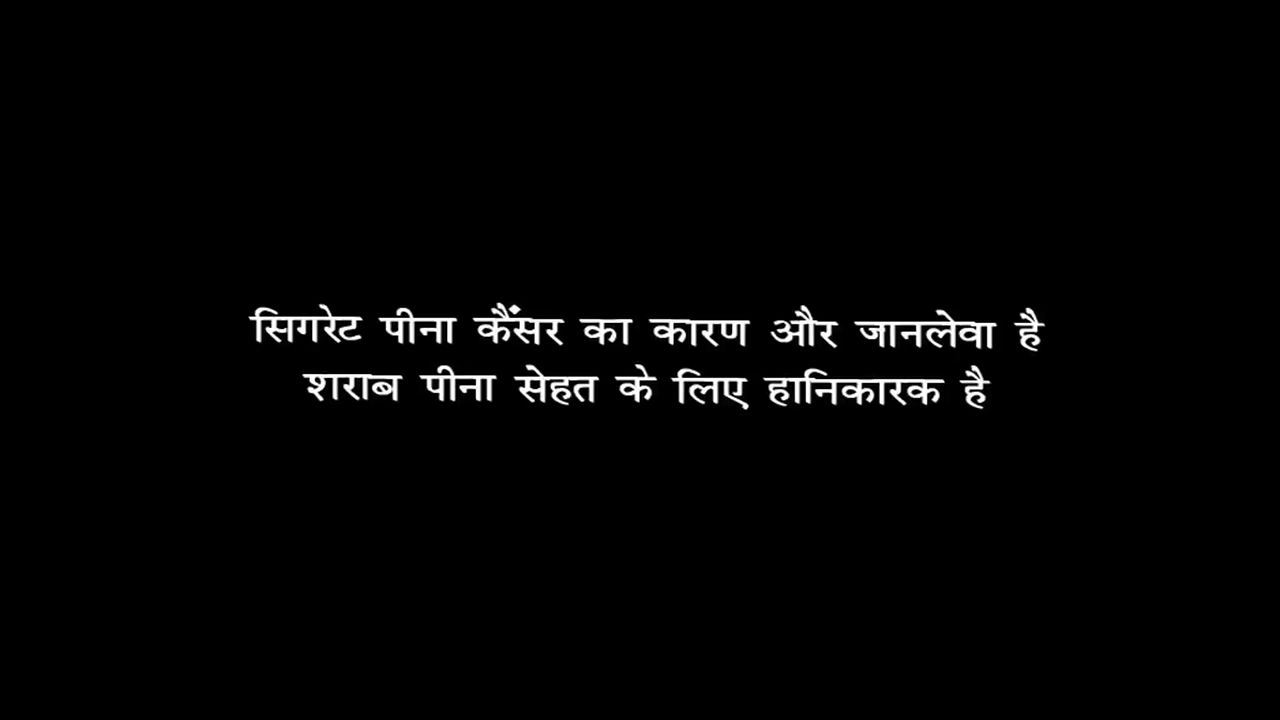 सिगरेट पीना कैंसर का कारण और जानलेवा है
शराब पीना सेहत के लिए हानिकारक है